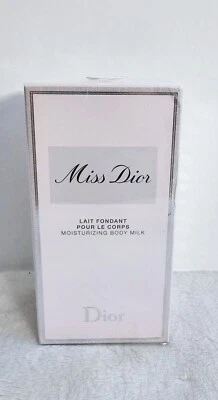 Miss Dior
LAIT FONDANT
POUR LE CORPS
MOISTURIZING BODY MILK
Dior